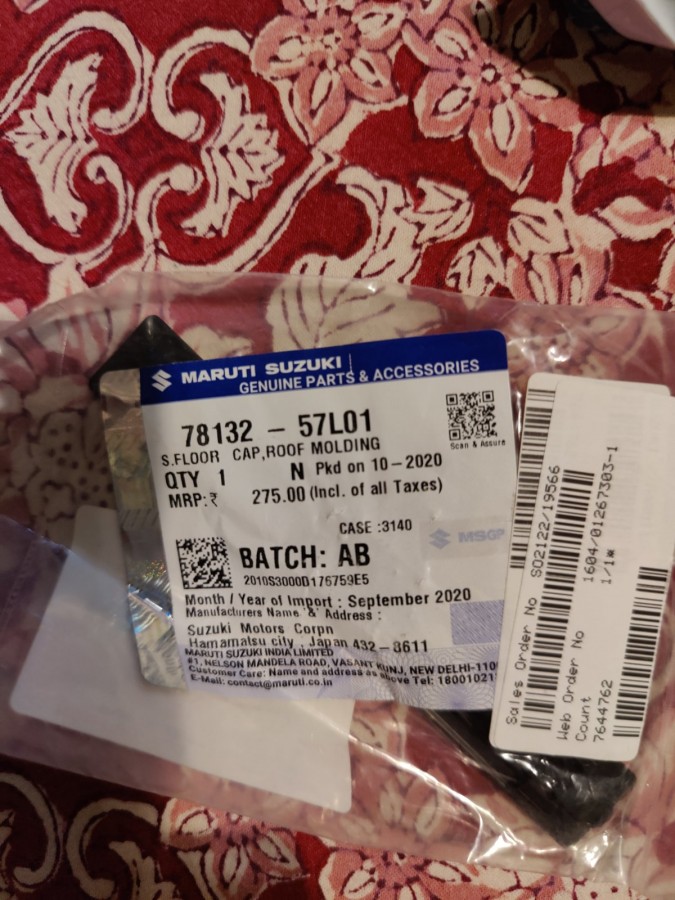 MARUTI SUZUKI
GENUINE PARTS & ACCESSORIES
78132 - 57L01
S.FLOOR CAP,ROOF MOLDING
QTY 1 N Pkd on 10-2020
MRP:₹ 275.00 (Incl. of all Taxes)
Scan & Assure
CASE :3140
MSGP
BATCH: AB
2010S3000D176759E5
Month / Year of Import : September 2020
Manufacturers Name & Address :
Suzuki Motors Corpn
Hamamatsu city , Japan 432-8611
MARUTI SUZUKI INDIA LIMITED
#1, NELSON MANDELA ROAD, VASANT KUNJ, NEW DELHI-110
Customer Care: Name and address as above Tel: 18001021
E-Mail: contact@maruti.co.in
Sales Order No SO2122/19566
Web Order No 1604/01267303-1
Count 1/1*
7644762